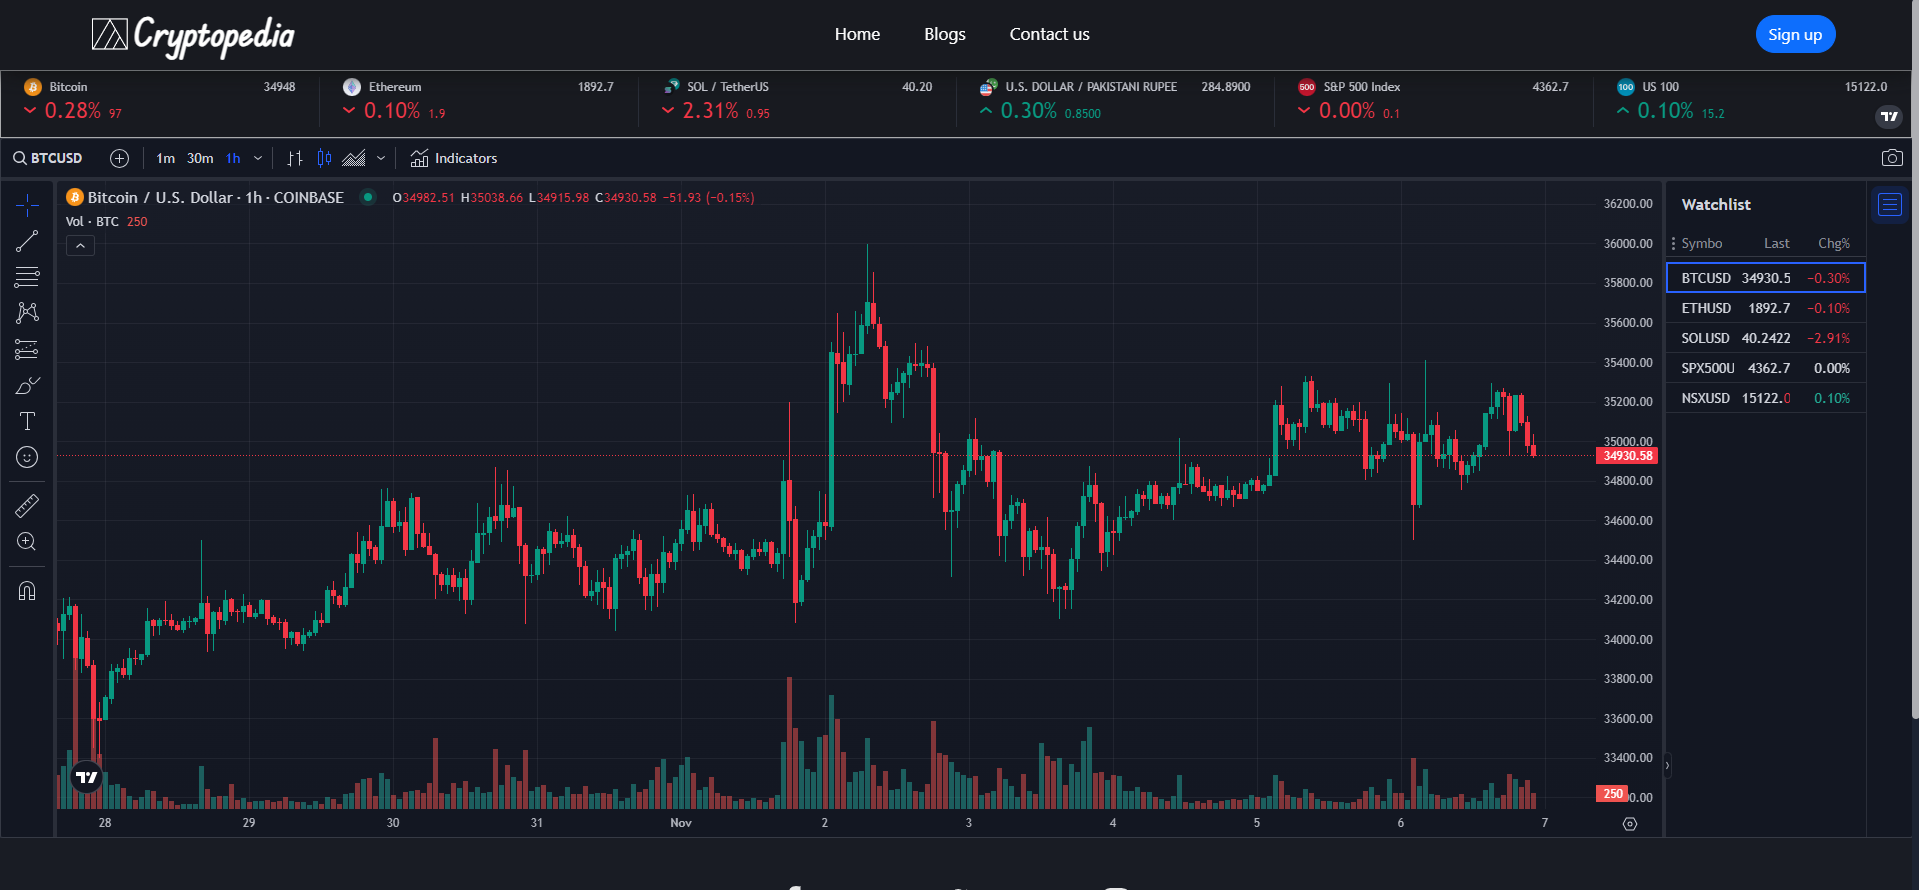 Cryptopedia
Home Blogs Contact us
Sign up
Bitcoin 34948
0.28% 97
Ethereum 1892.7
0.10% 1.9
SOL / TetherUS 40.20
2.31% 0.95
U.S. DOLLAR / PAKISTANI RUPEE 284.8900
0.30% 0.8500
500 S&P 500 Index 4362.7
0.00% 0.1
100 US 100 15122.0
0.10% 15.2
BTCUSD 1m 30m 1h Indicators
Bitcoin / U.S. Dollar · 1h · COINBASE O34982.51 H35038.66 L34915.98 C34930.58 −51.93 (−0.15%)
Vol · BTC 250
36200.00
36000.00
35800.00
35600.00
35400.00
35200.00
35000.00
34930.58
34800.00
34600.00
34400.00
34200.00
34000.00
33800.00
33600.00
33400.00
250
28 29 30 31 Nov 2 3 4 5 6 7
Watchlist
Symbo Last Chg%
BTCUSD 34930.5 −0.30%
ETHUSD 1892.7 −0.10%
SOLUSD 40.2422 −2.91%
SPX500U 4362.7 0.00%
NSXUSD 15122.0 0.10%